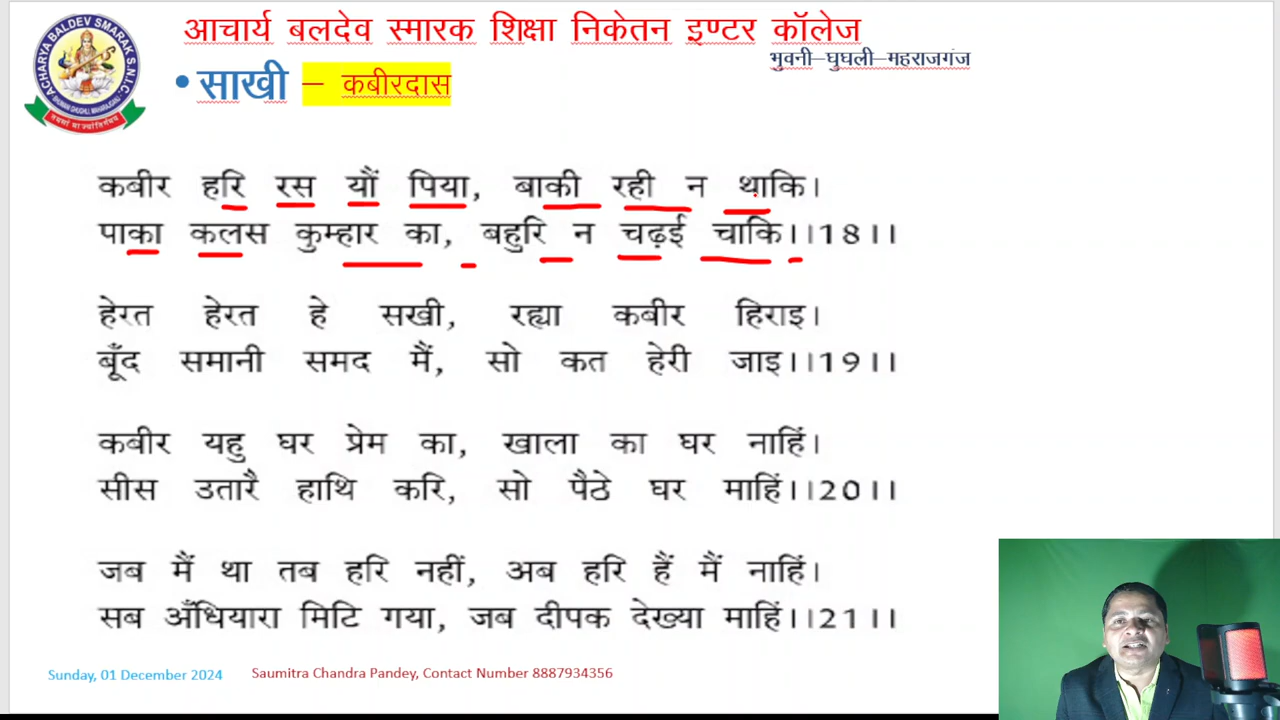 आचार्य बलदेव स्मारक शिक्षा निकेतन इण्टर कॉलेज
भुवनी–घुघली–महराजगंज
• साखी – कबीरदास
ACHARYA BALDEV SMARAK S.N.I.C.
कबीर हरि रस यौं पिया, बाकी रही न थाकि।
पाका कलस कुम्हार का, बहुरि न चढ़ई चाकि।।18।।
हेरत हेरत हे सखी, रह्या कबीर हिराइ।
बूँद समानी समद मैं, सो कत हेरी जाइ।।19।।
कबीर यहु घर प्रेम का, खाला का घर नाहिं।
सीस उतारै हाथि करि, सो पैठे घर माहिं।।20।।
जब मैं था तब हरि नहीं, अब हरि हैं मैं नाहिं।
सब अँधियारा मिटि गया, जब दीपक देख्या माहिं।।21।।
Sunday, 01 December 2024
Saumitra Chandra Pandey, Contact Number 8887934356